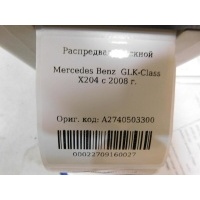 Распредвал
Mercedes Benz GLK-Class
X204 с 2008 г.
Ориг. код: A2740503300
00022709160027